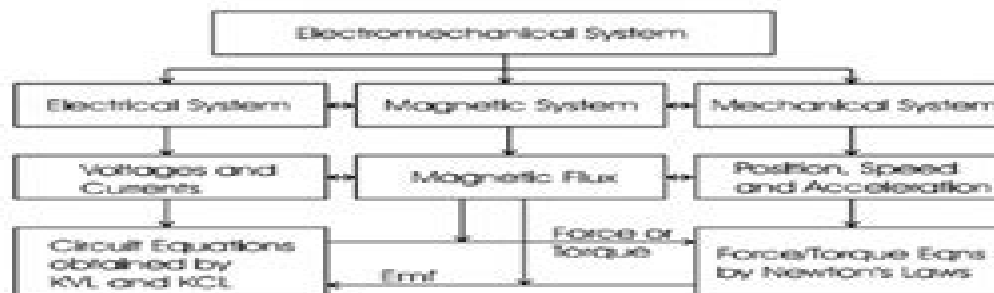 Electromechanical System
Electrical System
Magnetic System
Mechanical System
Voltages and
Currents
Magnetic Flux
Position, Speed
and Acceleration
Circuit Equations
obtained by
KVL and KCL
Force or
Torque
Emf
Force/Torque Eqns
by Newton's Laws